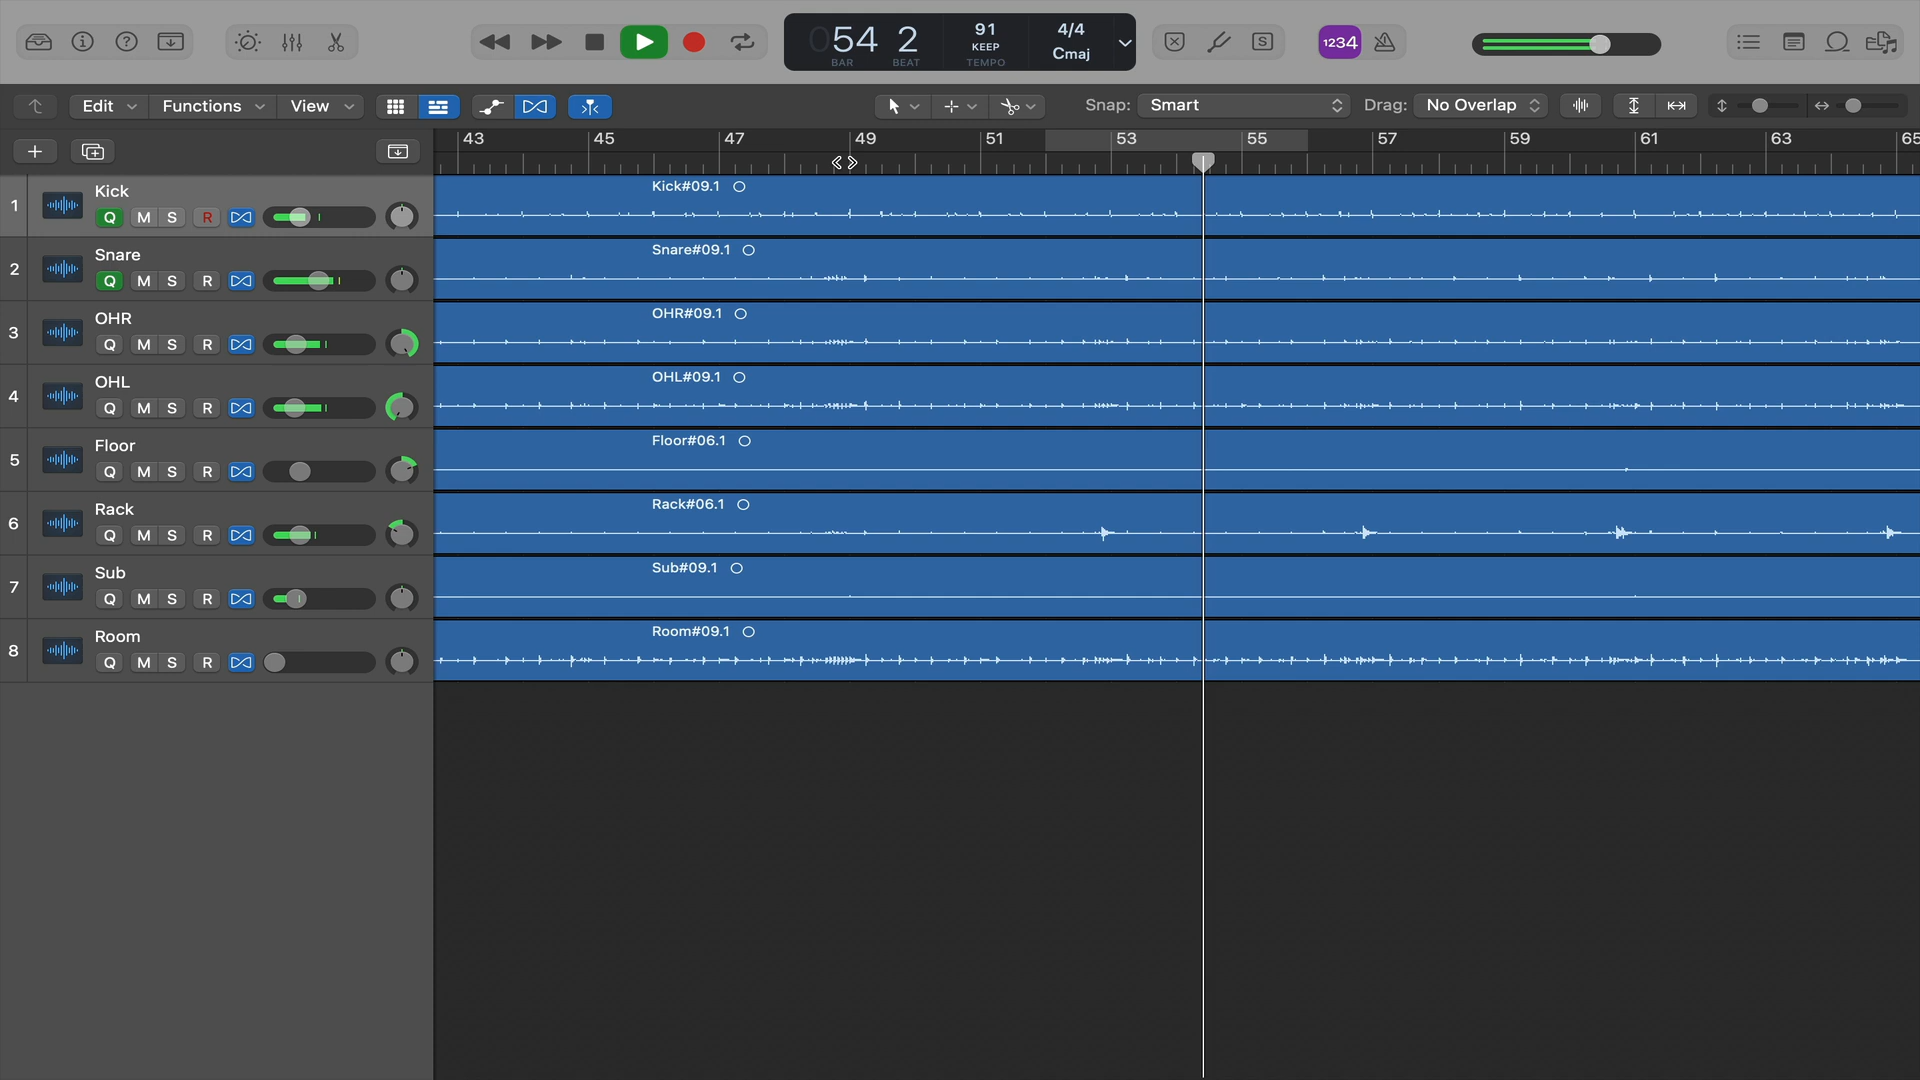 054 2 91 4/4
KEEP Cmaj
BAR BEAT TEMPO
1234
S
Edit Functions View Snap: Smart Drag: No Overlap
43 45 47 49 51 53 55 57 59 61 63 65
1 Kick Kick#09.1
Q M S R
2 Snare Snare#09.1
Q M S R
3 OHR OHR#09.1
Q M S R
4 OHL OHL#09.1
Q M S R
5 Floor Floor#06.1
Q M S R
6 Rack Rack#06.1
Q M S R
7 Sub Sub#09.1
Q M S R
8 Room Room#09.1
Q M S R